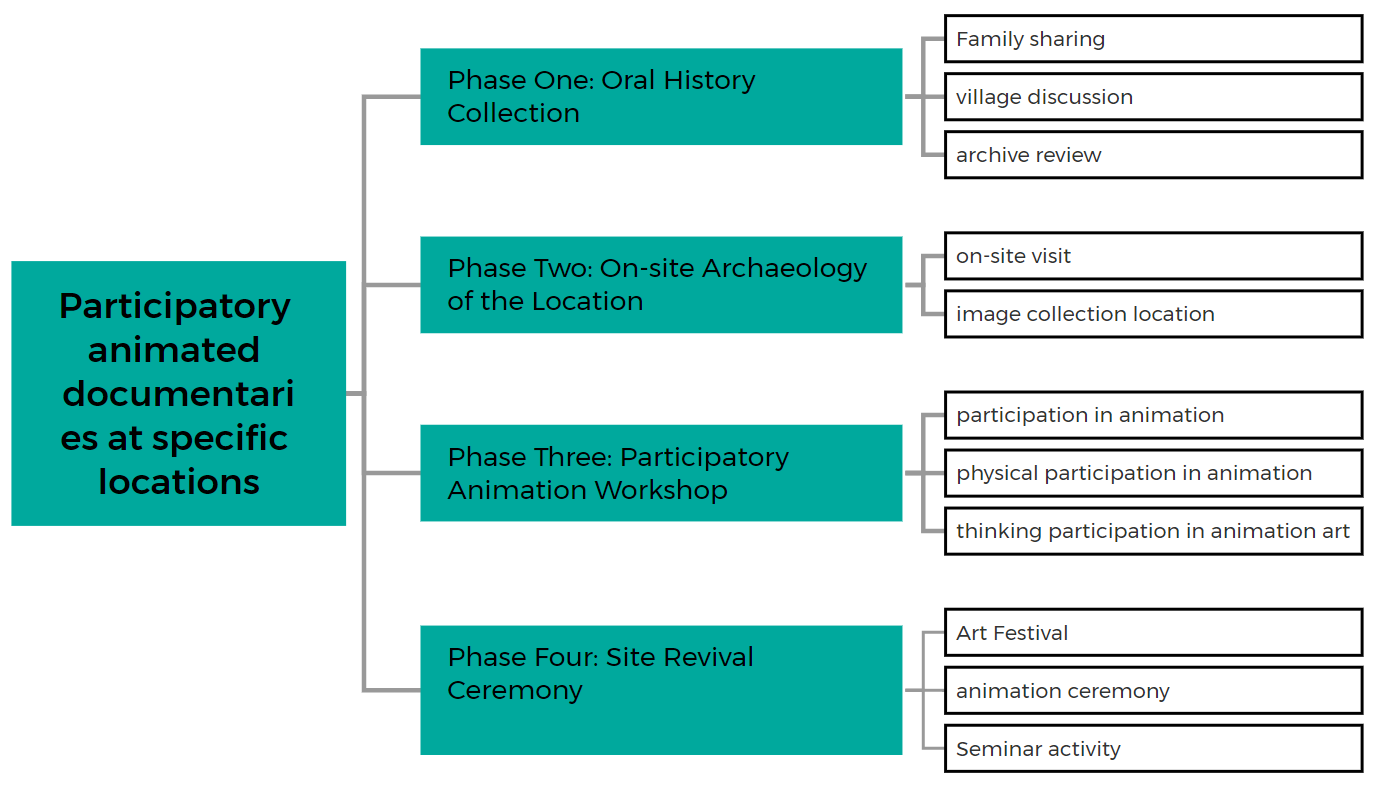 Participatory
animated
documentari
es at specific
locations
Phase One: Oral History
Collection
Family sharing
village discussion
archive review
Phase Two: On-site Archaeology
of the Location
on-site visit
image collection location
Phase Three: Participatory
Animation Workshop
participation in animation
physical participation in animation
thinking participation in animation art
Phase Four: Site Revival
Ceremony
Art Festival
animation ceremony
Seminar activity